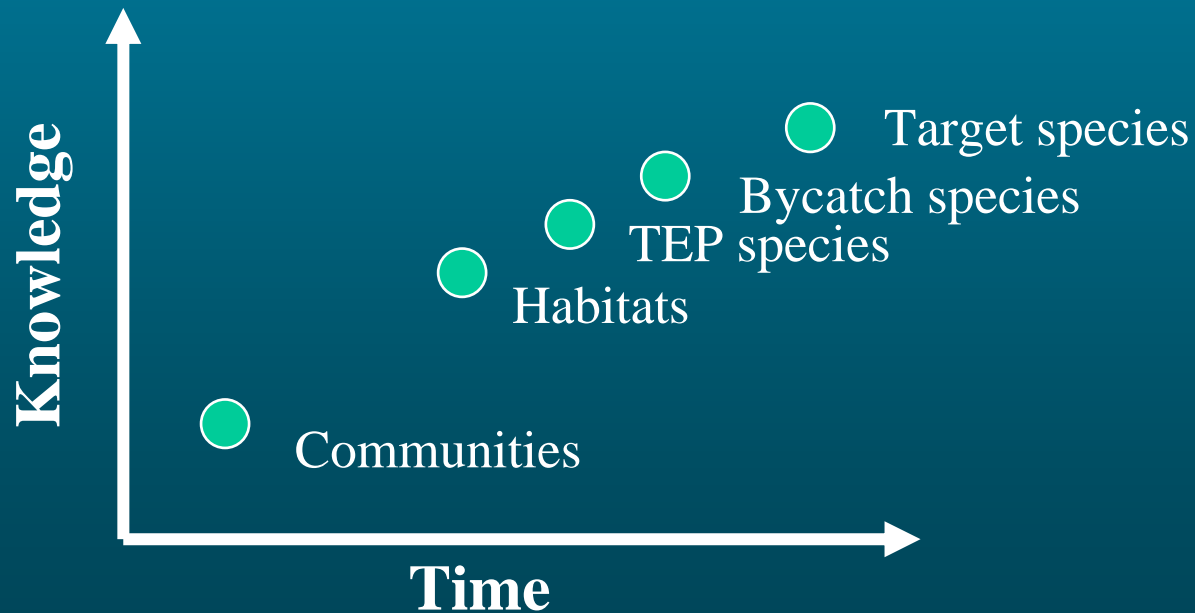 Knowledge
Target species
Bycatch species
TEP species
Habitats
Communities
Time